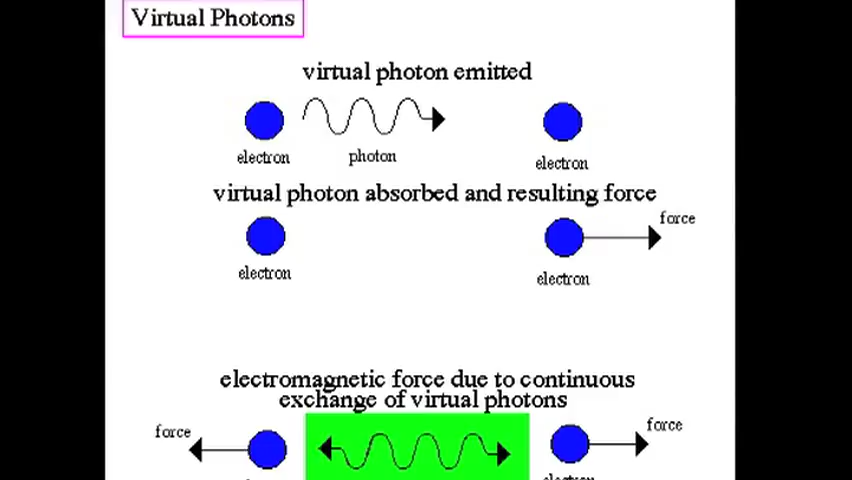 Virtual Photons
virtual photon emitted
electron
photon
electron
virtual photon absorbed and resulting force
force
electron
electron
electromagnetic force due to continuous
exchange of virtual photons
force
force